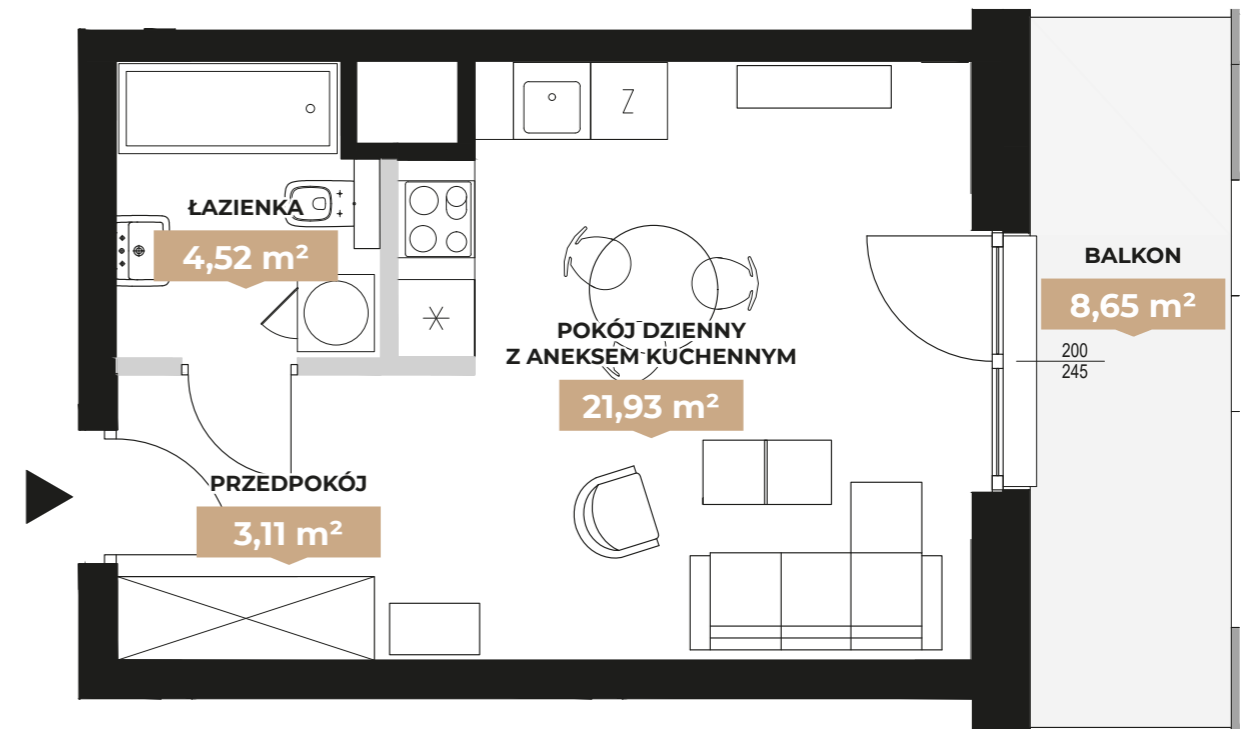 Z
ŁAZIENKA
4,52 m²
BALKON
8,65 m²
POKÓJ DZIENNY
Z ANEKSEM KUCHENNYM
21,93 m²
200
245
PRZEDPOKÓJ
3,11 m²